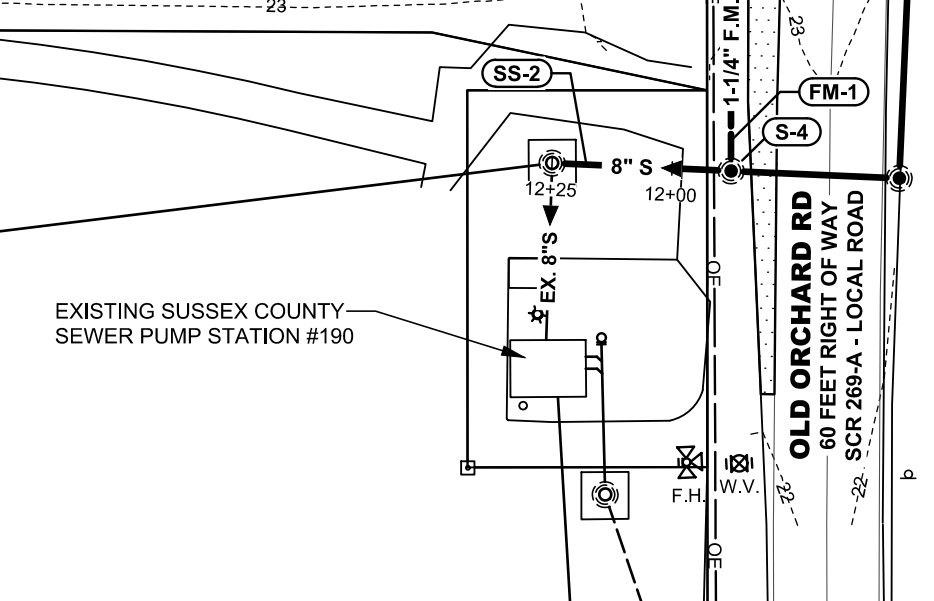 23
1-1/4" F.M.
23
SS-2
FM-1
S-4
8" S
12+25
12+00
EX. 8"S
OE
EXISTING SUSSEX COUNTY
SEWER PUMP STATION #190
OLD ORCHARD RD
60 FEET RIGHT OF WAY
SCR 269-A - LOCAL ROAD
F.H.
W.V.
22
22
OE